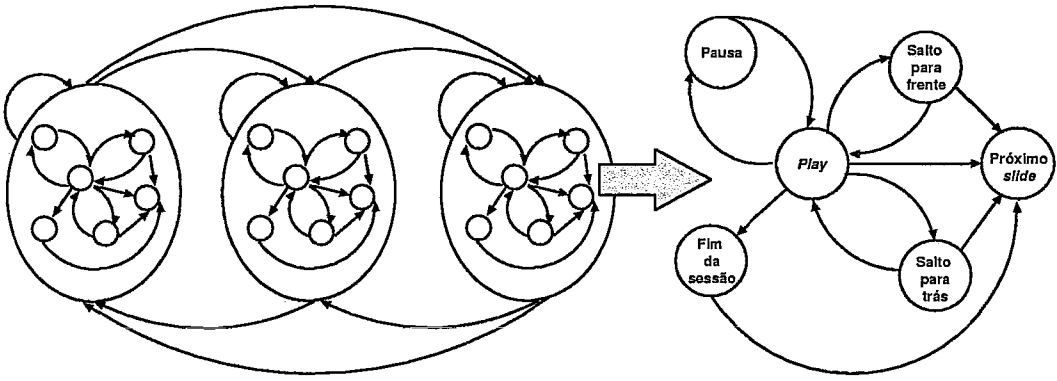 Pausa
Salto
para
frente
Play
Próximo
slide
Fim
da
sessão
Salto
para
trás